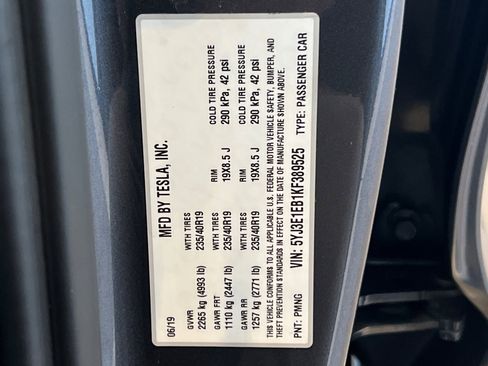 MFD BY TESLA, INC.
06/19
GVWR WITH TIRES RIM COLD TIRE PRESSURE
2265 kg (4993 lb) 235/40R19 19X8.5 J 290 kPa, 42 psi
GAWR FRT WITH TIRES
1110 kg (2447 lb) 235/40R19
GAWR RR WITH TIRES RIM COLD TIRE PRESSURE
1257 kg (2771 lb) 235/40R19 19X8.5 J 290 kPa, 42 psi
THIS VEHICLE CONFORMS TO ALL APPLICABLE U.S. FEDERAL MOTOR VEHICLE SAFETY, BUMPER, AND
THEFT PREVENTION STANDARDS IN EFFECT ON THE DATE OF MANUFACTURE SHOWN ABOVE.
VIN: 5YJ3E1EB1KF389525
PNT: PMNG TYPE: PASSENGER CAR